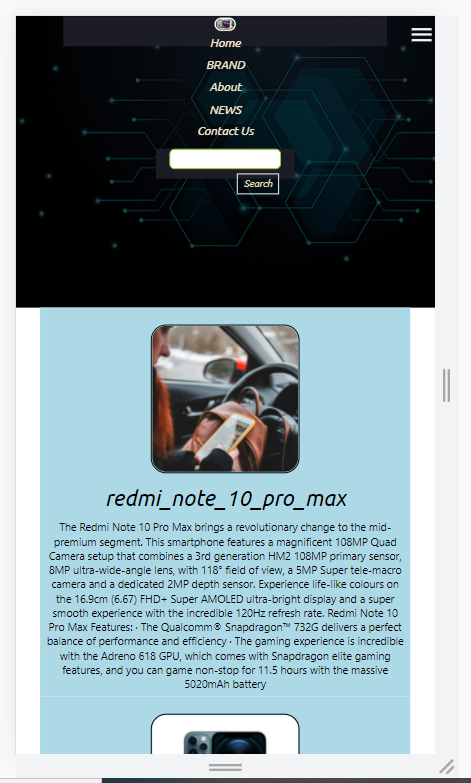 Home
BRAND
About
NEWS
Contact Us
Search
redmi_note_10_pro_max
The Redmi Note 10 Pro Max brings a revolutionary change to the mid-
premium segment. This smartphone features a magnificent 108MP Quad
Camera setup that combines a 3rd generation HM2 108MP primary sensor,
8MP ultra-wide-angle lens, with 118° field of view, a 5MP Super tele-macro
camera and a dedicated 2MP depth sensor. Experience life-like colours on
the 16.9cm (6.67) FHD+ Super AMOLED ultra-bright display and a super
smooth experience with the incredible 120Hz refresh rate. Redmi Note 10
Pro Max Features: · The Qualcomm® Snapdragon™ 732G delivers a perfect
balance of performance and efficiency · The gaming experience is incredible
with the Adreno 618 GPU, which comes with Snapdragon elite gaming
features, and you can game non-stop for 11.5 hours with the massive
5020mAh battery